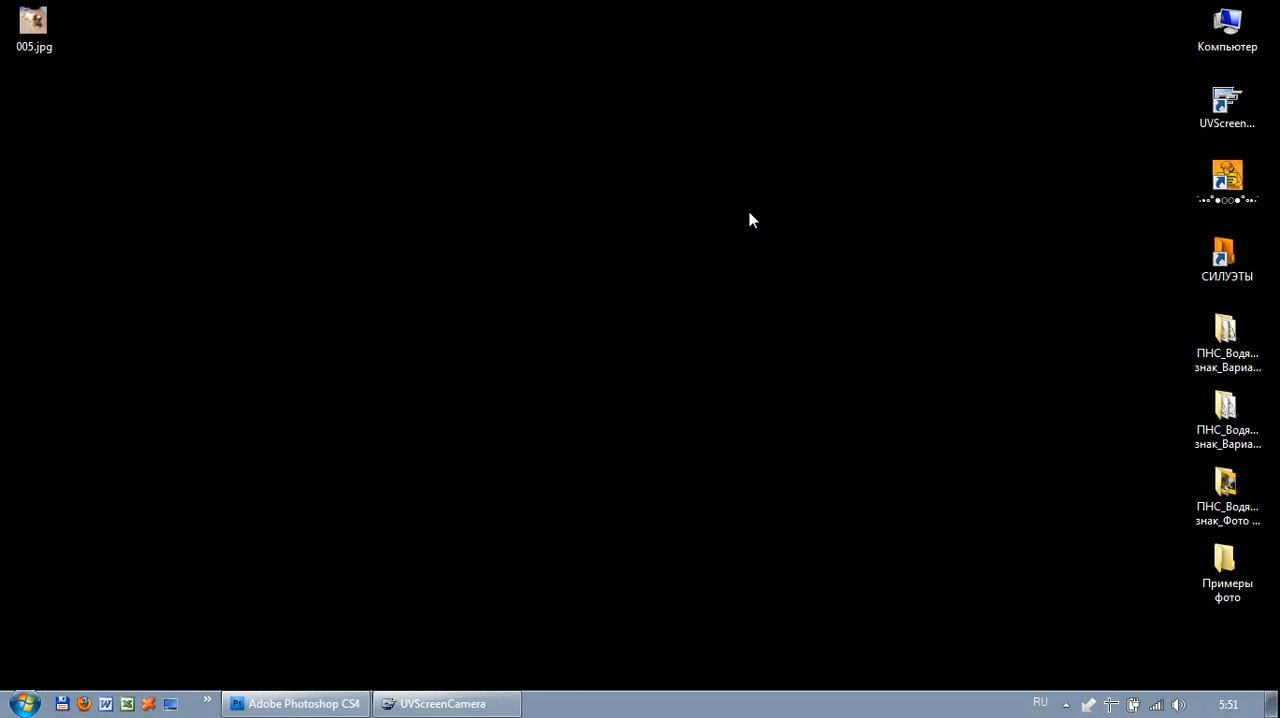 005.jpg
Компьютер
UVScreen...
СИЛУЭТЫ
ПНС_Водя...
знак_Вариа...
ПНС_Водя...
знак_Вариа...
ПНС_Водя...
знак_Фото ...
Примеры
фото
Adobe Photoshop CS4
UVScreenCamera
RU
5:51